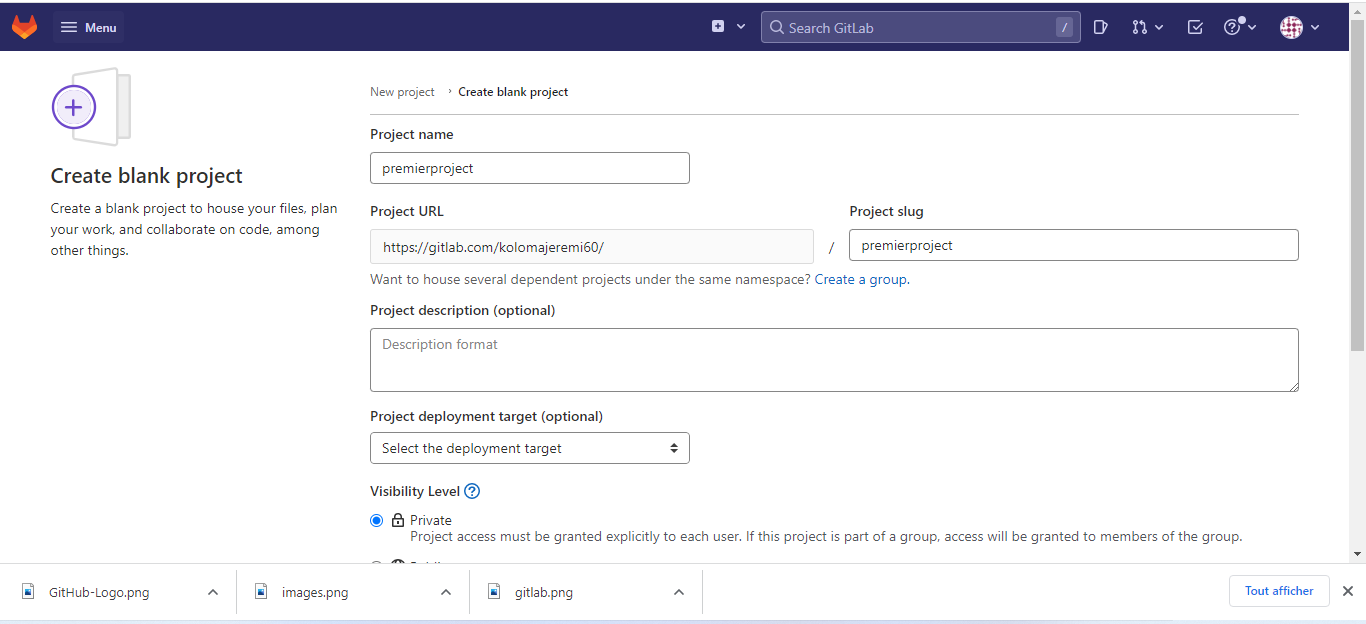 Menu
Search GitLab
/
New project › Create blank project
Create blank project
Create a blank project to house your files, plan
your work, and collaborate on code, among
other things.
Project name
premierproject
Project URL
Project slug
https://gitlab.com/kolomajeremi60/
/
premierproject
Want to house several dependent projects under the same namespace? Create a group.
Project description (optional)
Description format
Project deployment target (optional)
Select the deployment target
Visibility Level
Private
Project access must be granted explicitly to each user. If this project is part of a group, access will be granted to members of the group.
GitHub-Logo.png
images.png
gitlab.png
Tout afficher